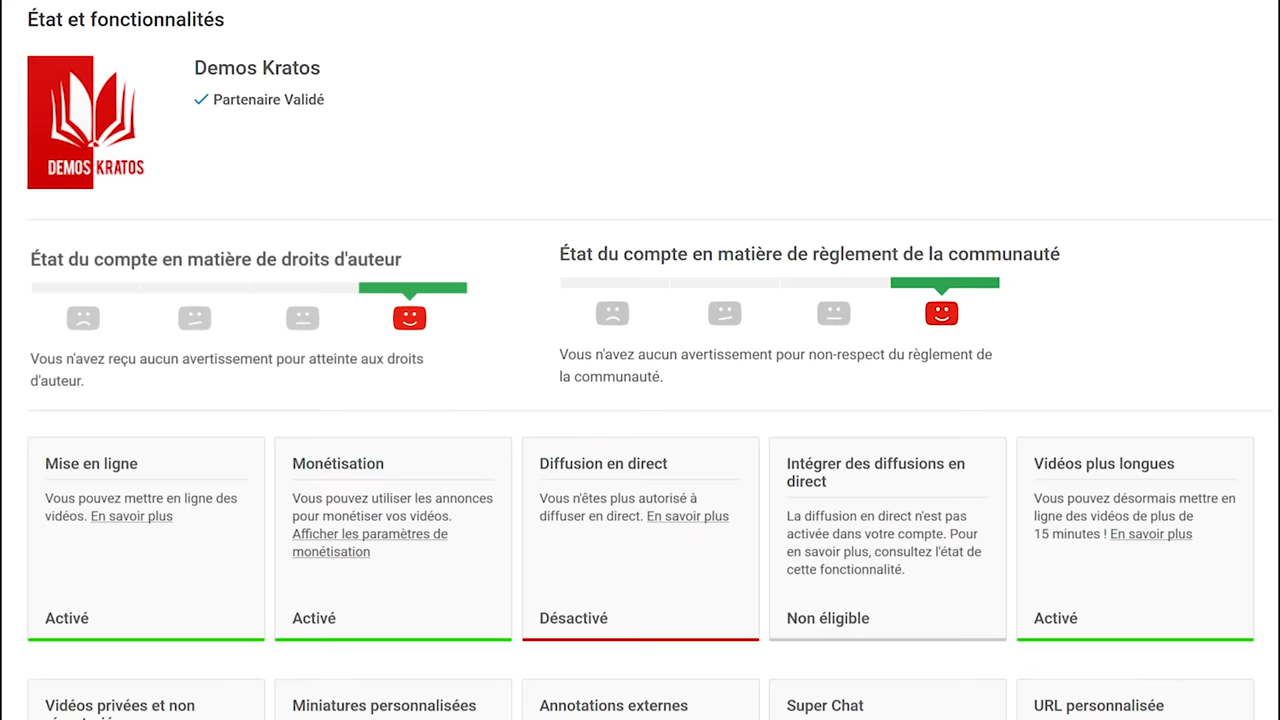 État et fonctionnalités
Demos Kratos
Partenaire Validé
DEMOS KRATOS
État du compte en matière de droits d'auteur
Vous n'avez reçu aucun avertissement pour atteinte aux droits
d'auteur.
État du compte en matière de règlement de la communauté
Vous n'avez aucun avertissement pour non-respect du règlement de
la communauté.
Mise en ligne
Vous pouvez mettre en ligne des
vidéos. En savoir plus
Activé
Monétisation
Vous pouvez utiliser les annonces
pour monétiser vos vidéos.
Afficher les paramètres de
monétisation
Activé
Diffusion en direct
Vous n'êtes plus autorisé à
diffuser en direct. En savoir plus
Désactivé
Intégrer des diffusions en
direct
La diffusion en direct n'est pas
activée dans votre compte. Pour
en savoir plus, consultez l'état de
cette fonctionnalité.
Non éligible
Vidéos plus longues
Vous pouvez désormais mettre en
ligne des vidéos de plus de
15 minutes ! En savoir plus
Activé
Vidéos privées et non
Miniatures personnalisées
Annotations externes
Super Chat
URL personnalisée